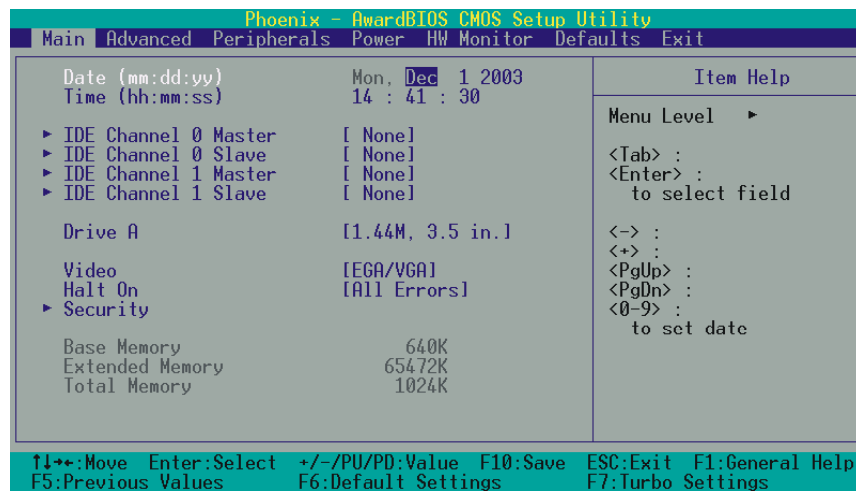 Phoenix - AwardBIOS CMOS Setup Utility
Main Advanced Peripherals Power HW Monitor Defaults Exit
Date (mm:dd:yy) Mon, Dec 1 2003
Time (hh:mm:ss) 14 : 41 : 30
► IDE Channel 0 Master [ None]
► IDE Channel 0 Slave [ None]
► IDE Channel 1 Master [ None]
► IDE Channel 1 Slave [ None]
Drive A [1.44M, 3.5 in.]
Video [EGA/VGA]
Halt On [All Errors]
► Security
Base Memory 640K
Extended Memory 65472K
Total Memory 1024K
Item Help
Menu Level ►
<Tab> :
<Enter> :
to select field
<-> :
<+> :
<PgUp> :
<PgDn> :
<0-9> :
to set date
↑↓→←:Move Enter:Select +/-/PU/PD:Value F10:Save ESC:Exit F1:General Help
F5:Previous Values F6:Default Settings F7:Turbo Settings